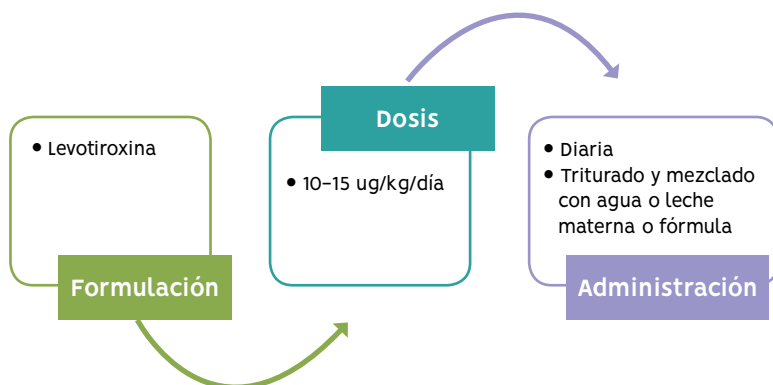 • Levotiroxina
Formulación
Dosis
• 10–15 ug/kg/día
• Diaria
• Triturado y mezclado
con agua o leche
materna o fórmula
Administración